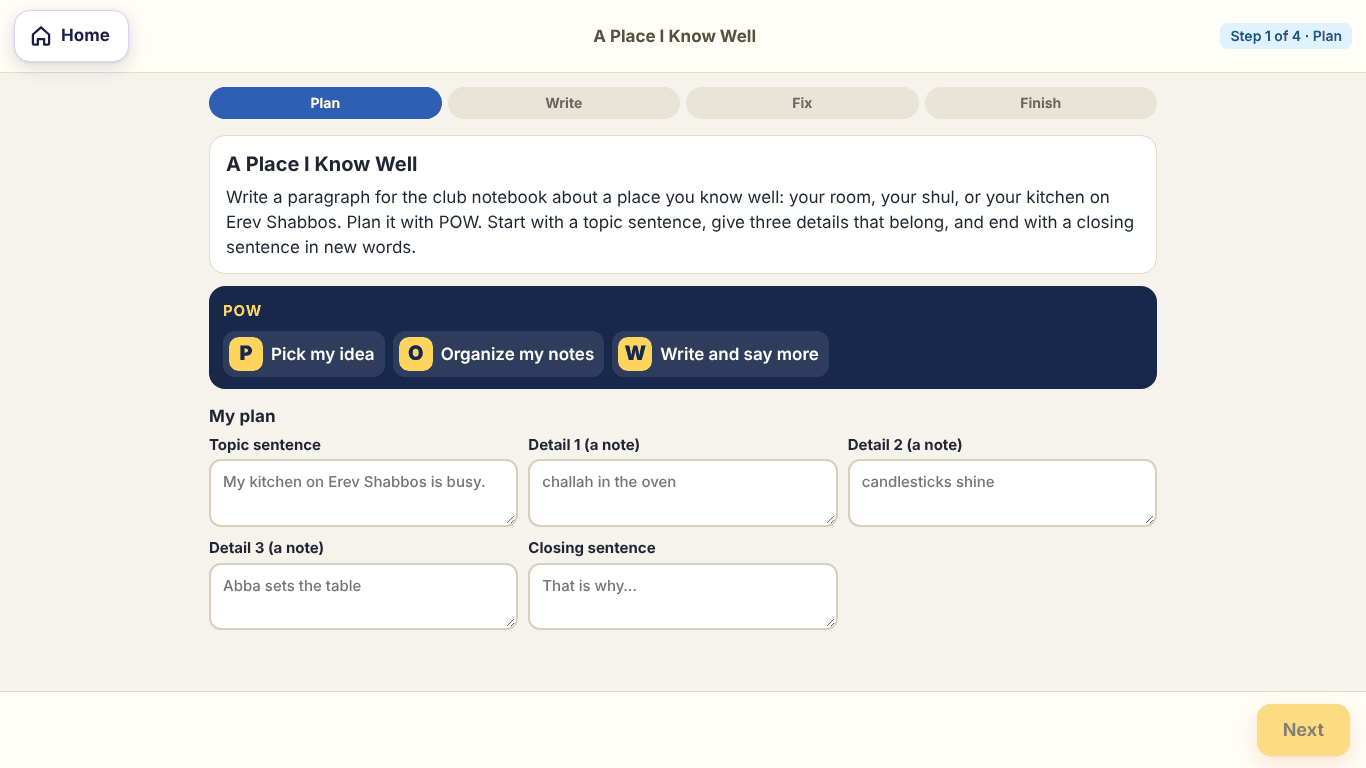 Home
A Place I Know Well
Step 1 of 4 · Plan
Plan
Write
Fix
Finish
A Place I Know Well
Write a paragraph for the club notebook about a place you know well: your room, your shul, or your kitchen on
Erev Shabbos. Plan it with POW. Start with a topic sentence, give three details that belong, and end with a closing
sentence in new words.
POW
P Pick my idea
O Organize my notes
W Write and say more
My plan
Topic sentence
Detail 1 (a note)
Detail 2 (a note)
My kitchen on Erev Shabbos is busy.
challah in the oven
candlesticks shine
Detail 3 (a note)
Closing sentence
Abba sets the table
That is why...
Next